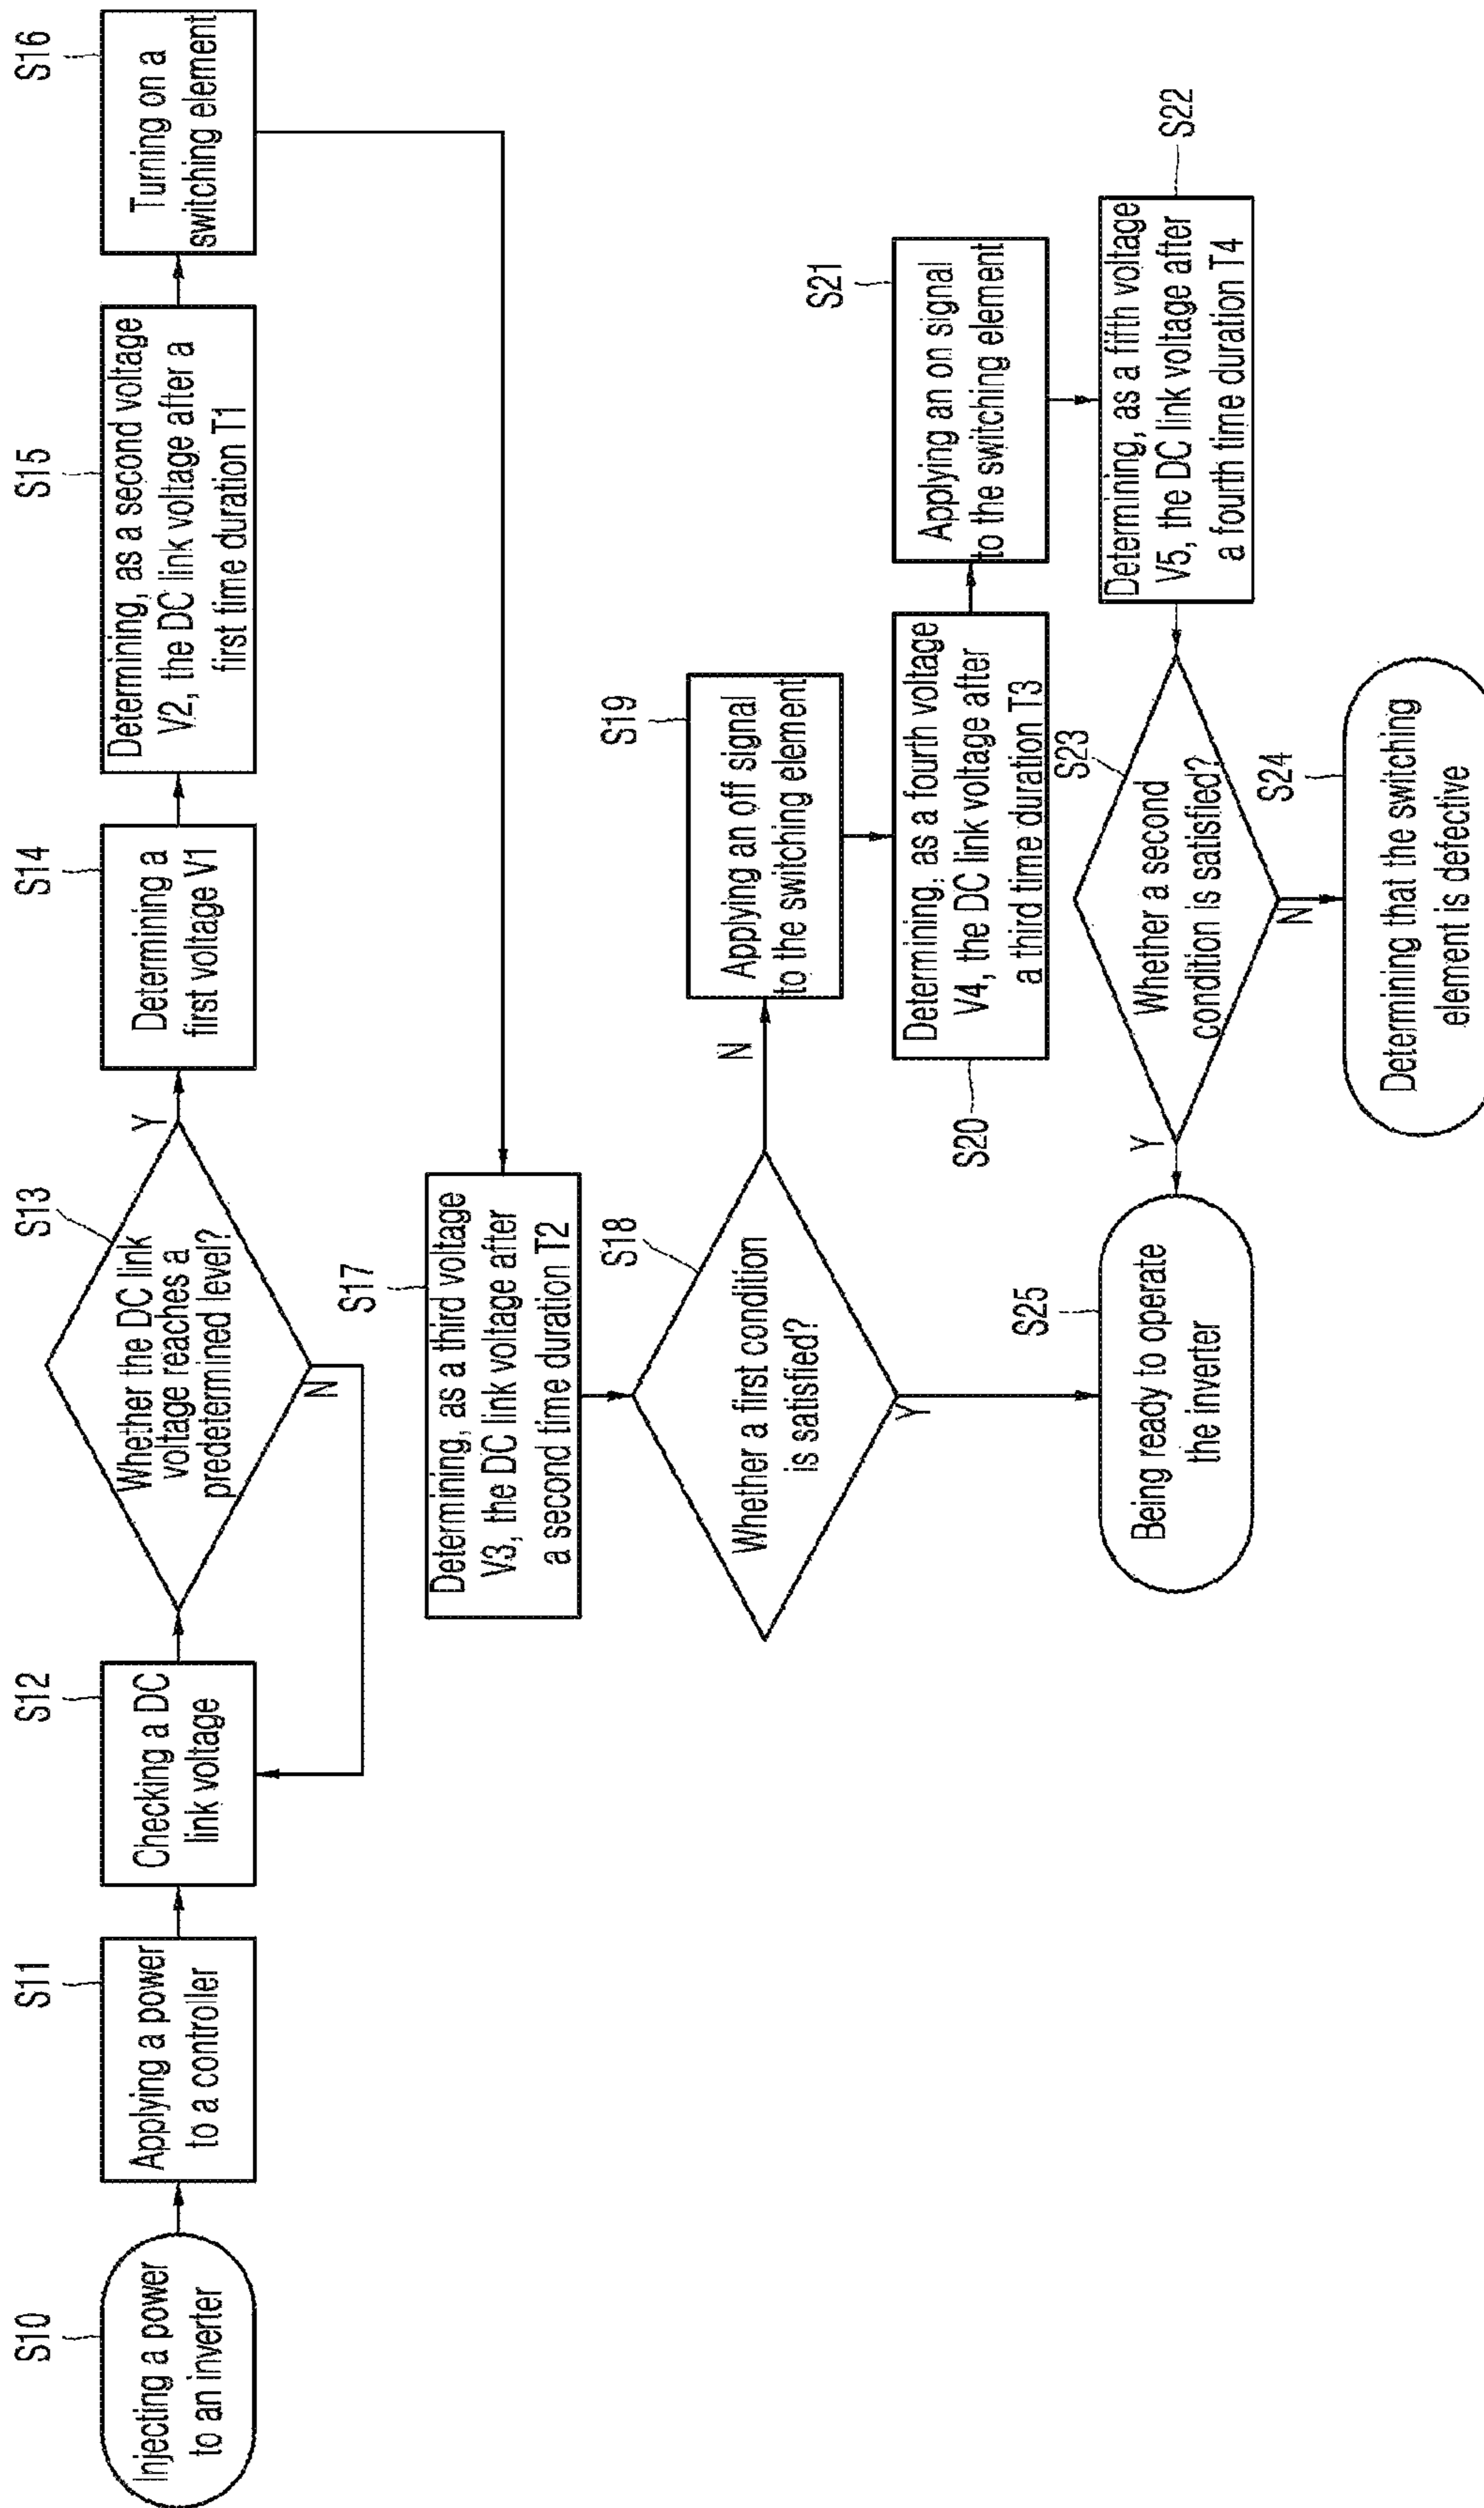 S10
Injecting a power
to an inverter
S11
Applying a power
to a controller
S12
Checking a DC
link voltage
S13
Whether the DC link
voltage reaches a
predetermined level?
Y
N
S14
Determining a
first voltage V1
S15
Determining, as a second voltage
V2, the DC link voltage after a
first time duration T1
S16
Turning on a
switching element
S17
Determining, as a third voltage
V3, the DC link voltage after
a second time duration T2
S18
Whether a first condition
is satisfied?
N
Y
S19
Applying an off signal
to the switching element
S20
Determining, as a fourth voltage
V4, the DC link voltage after
a third time duration T3
S21
Applying an on signal
to the switching element
S22
Determining, as a fifth voltage
V5, the DC link voltage after
a fourth time duration T4
S23
Whether a second
condition is satisfied?
Y
N
S24
Determining that the switching
element is defective
S25
Being ready to operate
the inverter